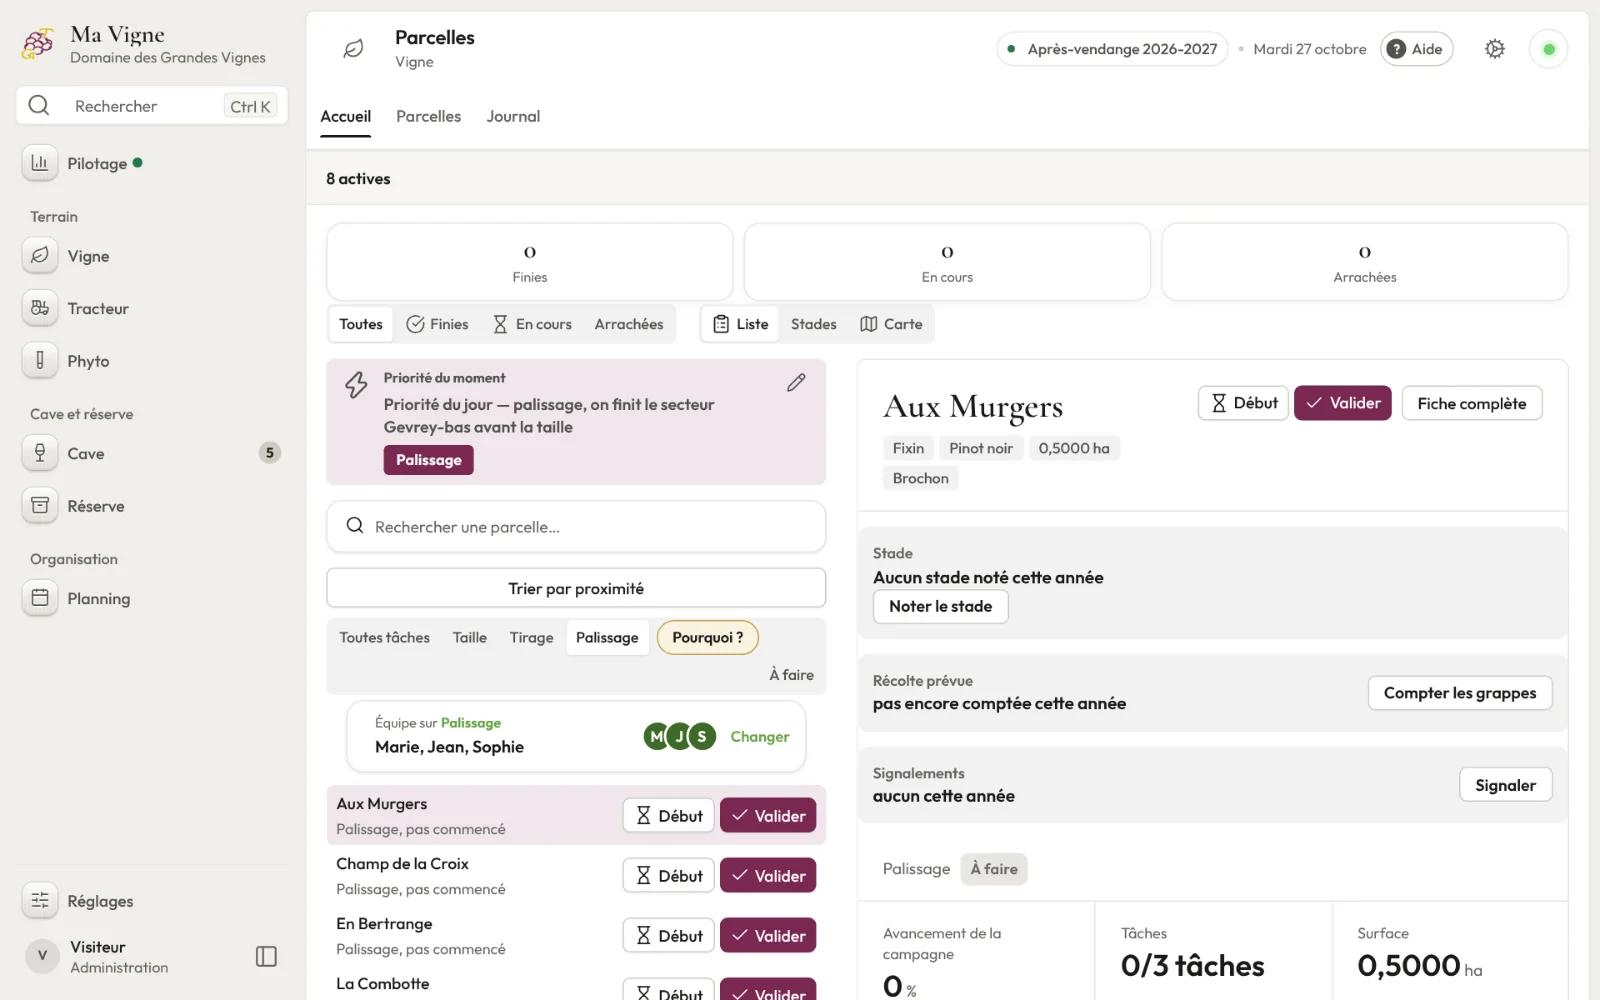 Ma Vigne
Domaine des Grandes Vignes
Rechercher
Ctrl K
Pilotage
Terrain
Vigne
Tracteur
Phyto
Cave et réserve
Cave
5
Réserve
Organisation
Planning
Réglages
V
Visiteur
Administration
Parcelles
Vigne
Après-vendange 2026-2027
Mardi 27 octobre
? Aide
Accueil
Parcelles
Journal
8 actives
0
Finies
0
En cours
0
Arrachées
Toutes
Finies
En cours
Arrachées
Liste
Stades
Carte
Priorité du moment
Priorité du jour — palissage, on finit le secteur
Gevrey-bas avant la taille
Palissage
Rechercher une parcelle...
Trier par proximité
Toutes tâches
Taille
Tirage
Palissage
Pourquoi ?
À faire
Équipe sur Palissage
Marie, Jean, Sophie
M
J
S
Changer
Aux Murgers
Palissage, pas commencé
Début
Valider
Champ de la Croix
Palissage, pas commencé
Début
Valider
En Bertrange
Palissage, pas commencé
Début
Valider
La Combotte
Début
Valider
Aux Murgers
Début
Valider
Fiche complète
Fixin
Pinot noir
0,5000 ha
Brochon
Stade
Aucun stade noté cette année
Noter le stade
Récolte prévue
pas encore comptée cette année
Compter les grappes
Signalements
aucun cette année
Signaler
Palissage
À faire
Avancement de la
campagne
0 %
Tâches
0/3 tâches
Surface
0,5000 ha